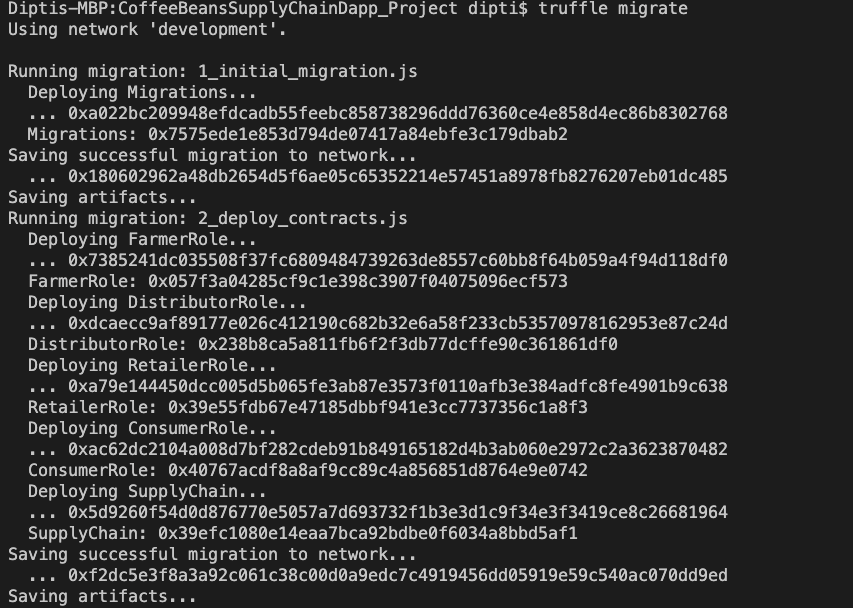 Diptis-MBP:CoffeeBeansSupplyChainDapp_Project dipti$ truffle migrate
Using network 'development'.
Running migration: 1_initial_migration.js
Deploying Migrations...
... 0xa022bc209948efdcadb55feebc858738296ddd76360ce4e858d4ec86b8302768
Migrations: 0x7575ede1e853d794de07417a84ebfe3c179dbab2
Saving successful migration to network...
... 0x180602962a48db2654d5f6ae05c65352214e57451a8978fb8276207eb01dc485
Saving artifacts...
Running migration: 2_deploy_contracts.js
Deploying FarmerRole...
... 0x7385241dc035508f37fc6809484739263de8557c60bb8f64b059a4f94d118df0
FarmerRole: 0x057f3a04285cf9c1e398c3907f04075096ecf573
Deploying DistributorRole...
... 0xdcaecc9af89177e026c412190c682b32e6a58f233cb53570978162953e87c24d
DistributorRole: 0x238b8ca5a811fb6f2f3db77dcffe90c361861df0
Deploying RetailerRole...
... 0xa79e144450dcc005d5b065fe3ab87e3573f0110afb3e384adfc8fe4901b9c638
RetailerRole: 0x39e55fdb67e47185dbbf941e3cc7737356c1a8f3
Deploying ConsumerRole...
... 0xac62dc2104a008d7bf282cdeb91b849165182d4b3ab060e2972c2a3623870482
ConsumerRole: 0x40767acdf8a8af9cc89c4a856851d8764e9e0742
Deploying SupplyChain...
... 0x5d9260f54d0d876770e5057a7d693732f1b3e3d1c9f34e3f3419ce8c26681964
SupplyChain: 0x39efc1080e14eaa7bca92bdbe0f6034a8bbd5af1
Saving successful migration to network...
... 0xf2dc5e3f8a3a92c061c38c00d0a9edc7c4919456dd05919e59c540ac070dd9ed
Saving artifacts...